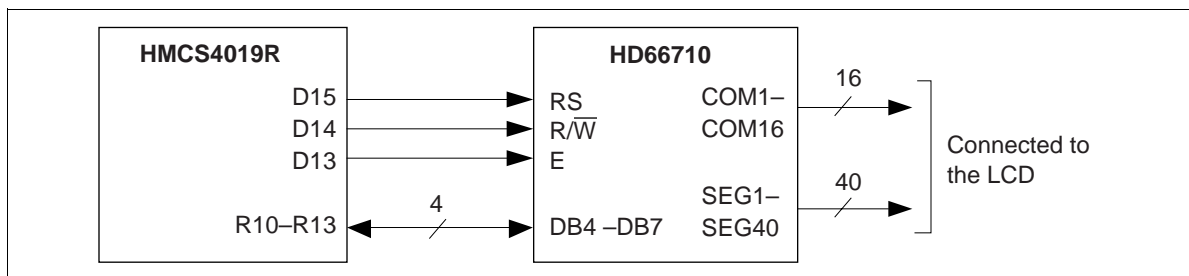 HMCS4019R
D15
D14
D13
R10–R13
4
HD66710
RS
R/W̅
E
DB4 –DB7
COM1–
COM16
SEG1–
SEG40
16
40
Connected to
the LCD